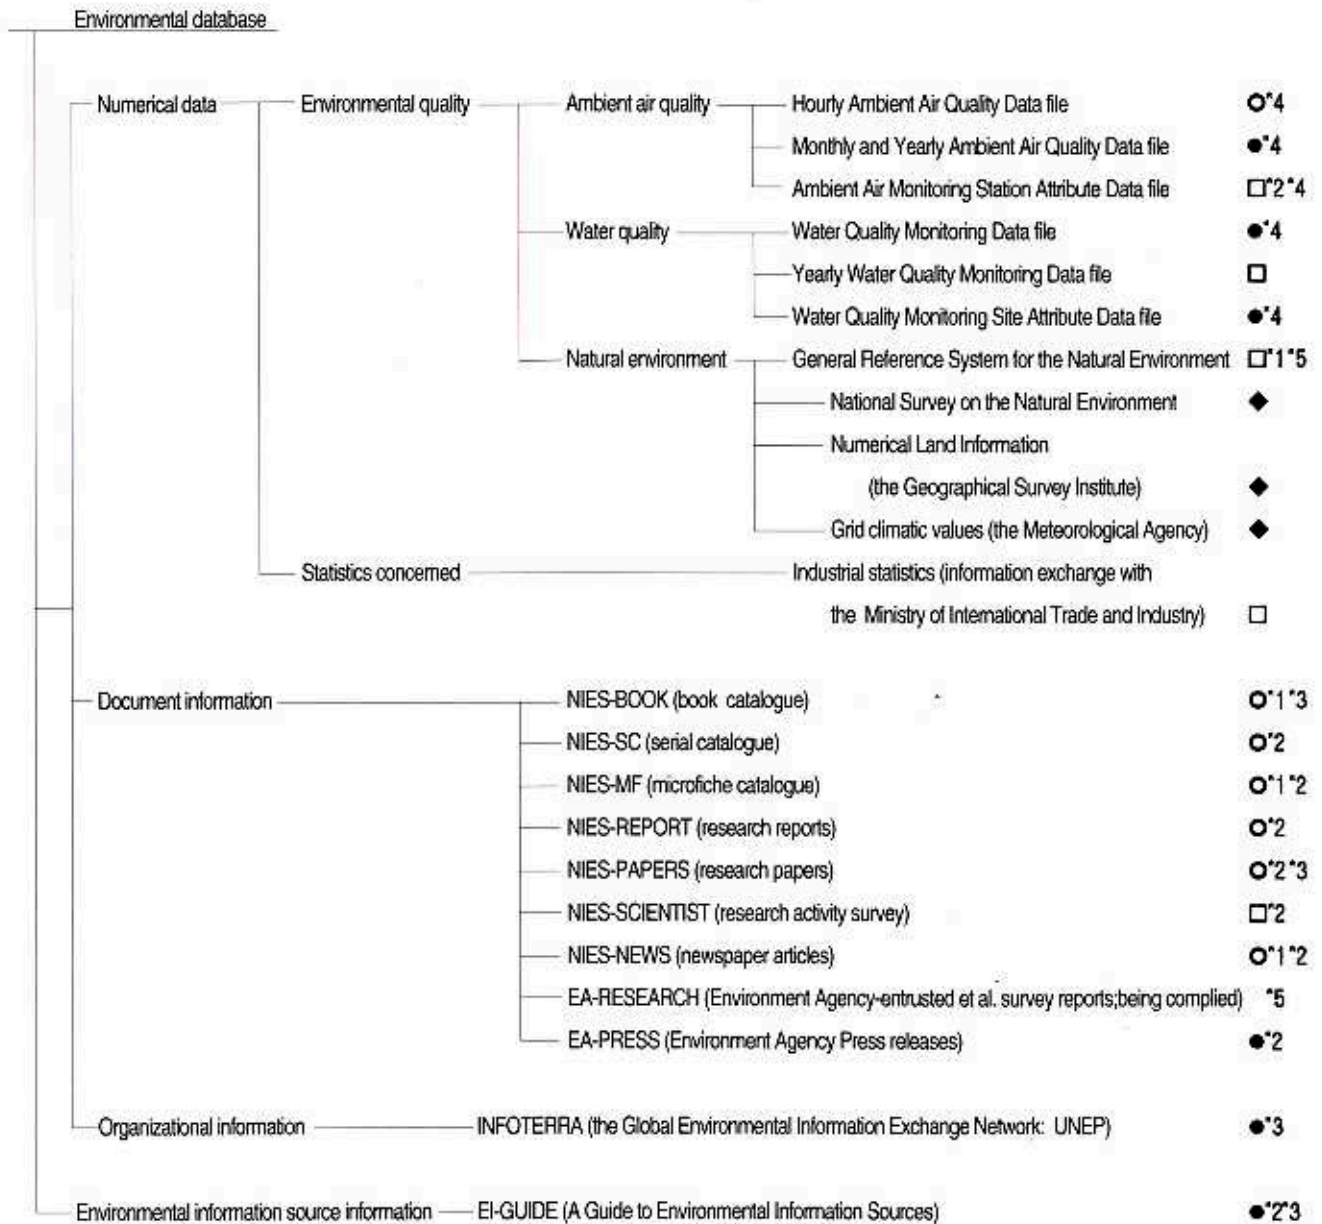 Environmental database
Numerical data Environmental quality Ambient air quality Hourly Ambient Air Quality Data file ○*4
Monthly and Yearly Ambient Air Quality Data file ●*4
Ambient Air Monitoring Station Attribute Data file □*2*4
Water quality Water Quality Monitoring Data file ●*4
Yearly Water Quality Monitoring Data file □
Water Quality Monitoring Site Attribute Data file ●*4
Natural environment General Reference System for the Natural Environment □*1*5
National Survey on the Natural Environment ◆
Numerical Land Information
(the Geographical Survey Institute) ◆
Grid climatic values (the Meteorological Agency) ◆
Statistics concerned Industrial statistics (information exchange with
the Ministry of International Trade and Industry) □
Document information NIES-BOOK (book catalogue) ○*1*3
NIES-SC (serial catalogue) ○*2
NIES-MF (microfiche catalogue) ○*1*2
NIES-REPORT (research reports) ○*2
NIES-PAPERS (research papers) ○*2*3
NIES-SCIENTIST (research activity survey) □*2
NIES-NEWS (newspaper articles) ○*1*2
EA-RESEARCH (Environment Agency-entrusted et al. survey reports;being complied) *5
EA-PRESS (Environment Agency Press releases) ●*2
Organizational information INFOTERRA (the Global Environmental Information Exchange Network: UNEP) ●*3
Environmental information source information EI-GUIDE (A Guide to Environmental Information Sources) ●*2*3